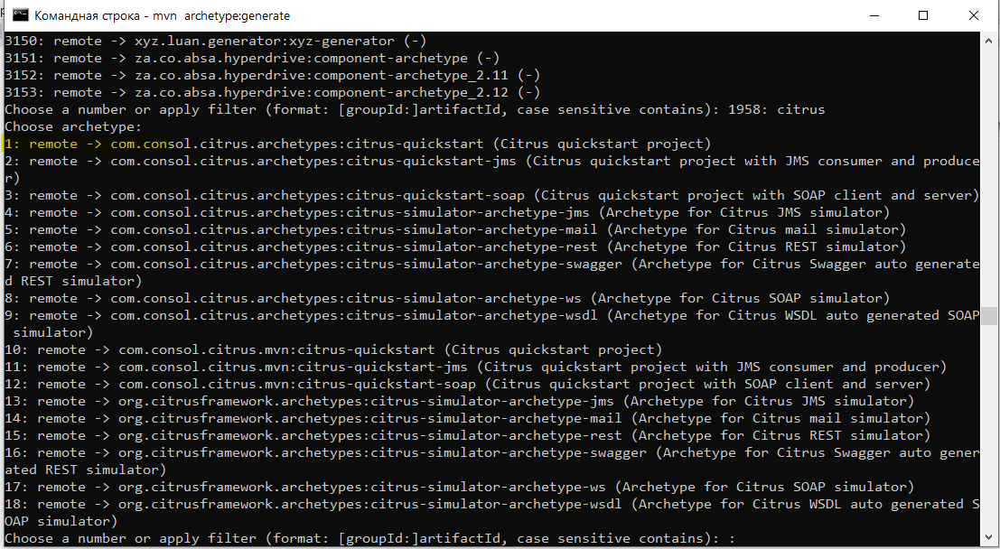 Командная строка - mvn  archetype:generate
3150: remote -> xyz.luan.generator:xyz-generator (-)
3151: remote -> za.co.absa.hyperdrive:component-archetype (-)
3152: remote -> za.co.absa.hyperdrive:component-archetype_2.11 (-)
3153: remote -> za.co.absa.hyperdrive:component-archetype_2.12 (-)
Choose a number or apply filter (format: [groupId:]artifactId, case sensitive contains): 1958: citrus
Choose archetype:
1: remote -> com.consol.citrus.archetypes:citrus-quickstart (Citrus quickstart project)
2: remote -> com.consol.citrus.archetypes:citrus-quickstart-jms (Citrus quickstart project with JMS consumer and produce
r)
3: remote -> com.consol.citrus.archetypes:citrus-quickstart-soap (Citrus quickstart project with SOAP client and server)
4: remote -> com.consol.citrus.archetypes:citrus-simulator-archetype-jms (Archetype for Citrus JMS simulator)
5: remote -> com.consol.citrus.archetypes:citrus-simulator-archetype-mail (Archetype for Citrus mail simulator)
6: remote -> com.consol.citrus.archetypes:citrus-simulator-archetype-rest (Archetype for Citrus REST simulator)
7: remote -> com.consol.citrus.archetypes:citrus-simulator-archetype-swagger (Archetype for Citrus Swagger auto generate
d REST simulator)
8: remote -> com.consol.citrus.archetypes:citrus-simulator-archetype-ws (Archetype for Citrus SOAP simulator)
9: remote -> com.consol.citrus.archetypes:citrus-simulator-archetype-wsdl (Archetype for Citrus WSDL auto generated SOAP
 simulator)
10: remote -> com.consol.citrus.mvn:citrus-quickstart (Citrus quickstart project)
11: remote -> com.consol.citrus.mvn:citrus-quickstart-jms (Citrus quickstart project with JMS consumer and producer)
12: remote -> com.consol.citrus.mvn:citrus-quickstart-soap (Citrus quickstart project with SOAP client and server)
13: remote -> org.citrusframework.archetypes:citrus-simulator-archetype-jms (Archetype for Citrus JMS simulator)
14: remote -> org.citrusframework.archetypes:citrus-simulator-archetype-mail (Archetype for Citrus mail simulator)
15: remote -> org.citrusframework.archetypes:citrus-simulator-archetype-rest (Archetype for Citrus REST simulator)
16: remote -> org.citrusframework.archetypes:citrus-simulator-archetype-swagger (Archetype for Citrus Swagger auto gener
ated REST simulator)
17: remote -> org.citrusframework.archetypes:citrus-simulator-archetype-ws (Archetype for Citrus SOAP simulator)
18: remote -> org.citrusframework.archetypes:citrus-simulator-archetype-wsdl (Archetype for Citrus WSDL auto generated S
OAP simulator)
Choose a number or apply filter (format: [groupId:]artifactId, case sensitive contains): :